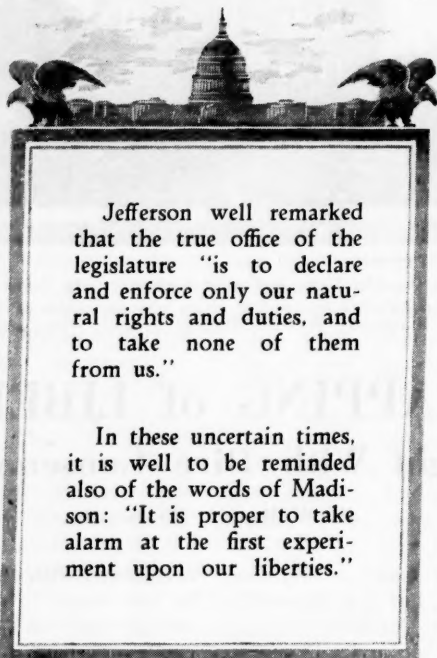 Jefferson well remarked
that the true office of the
legislature "is to declare
and enforce only our natu-
ral rights and duties, and
to take none of them
from us."
In these uncertain times,
it is well to be reminded
also of the words of Madi-
son: "It is proper to take
alarm at the first experi-
ment upon our liberties."